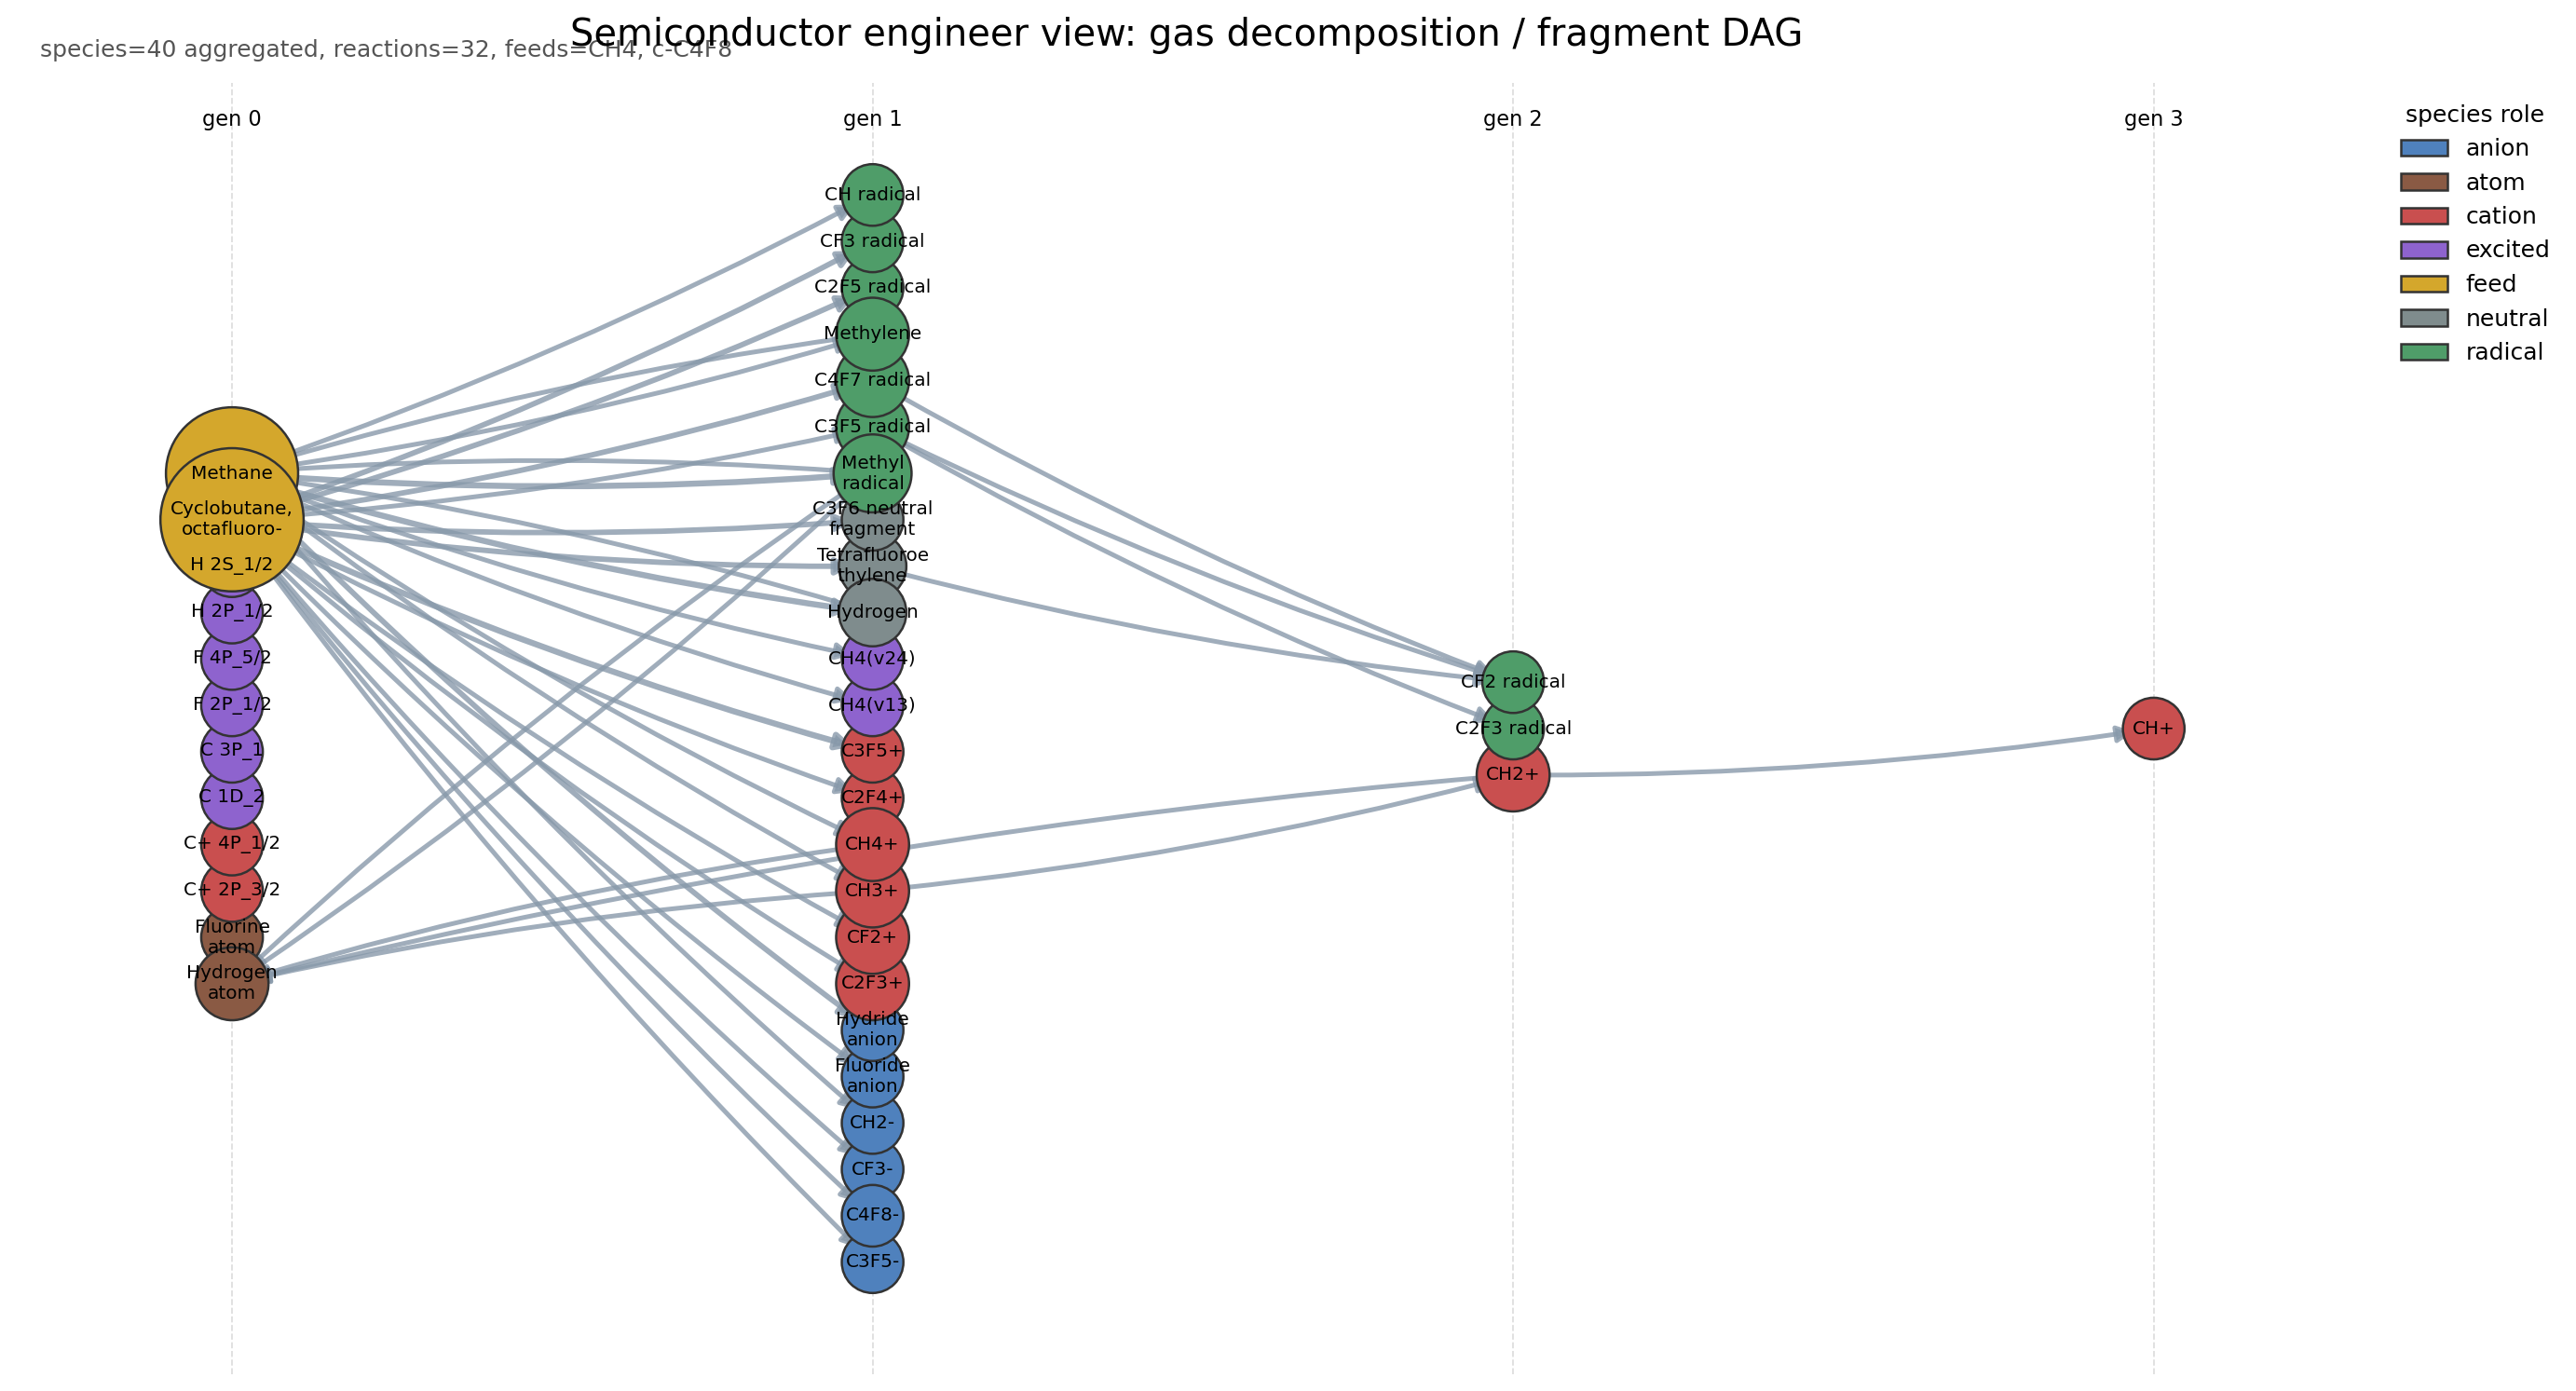 Semiconductor engineer view: gas decomposition / fragment DAG
species=40 aggregated, reactions=32, feeds=CH4, c-C4F8
gen 0
gen 1
gen 2
gen 3
species role
anion
atom
cation
excited
feed
neutral
radical
Methane
Cyclobutane,
octafluoro-
H 2S_1/2
H 2P_1/2
F 4P_5/2
F 2P_1/2
C 3P_1
C 1D_2
C+ 4P_1/2
C+ 2P_3/2
Fluorine
atom
Hydrogen
atom
CH radical
CF3 radical
C2F5 radical
Methylene
C4F7 radical
C3F5 radical
Methyl
radical
C3F6 neutral
fragment
Tetrafluoroe
thylene
Hydrogen
CH4(v24)
CH4(v13)
C3F5+
C2F4+
CH4+
CH3+
CF2+
C2F3+
Hydride
anion
Fluoride
anion
CH2-
CF3-
C4F8-
C3F5-
CF2 radical
C2F3 radical
CH2+
CH+